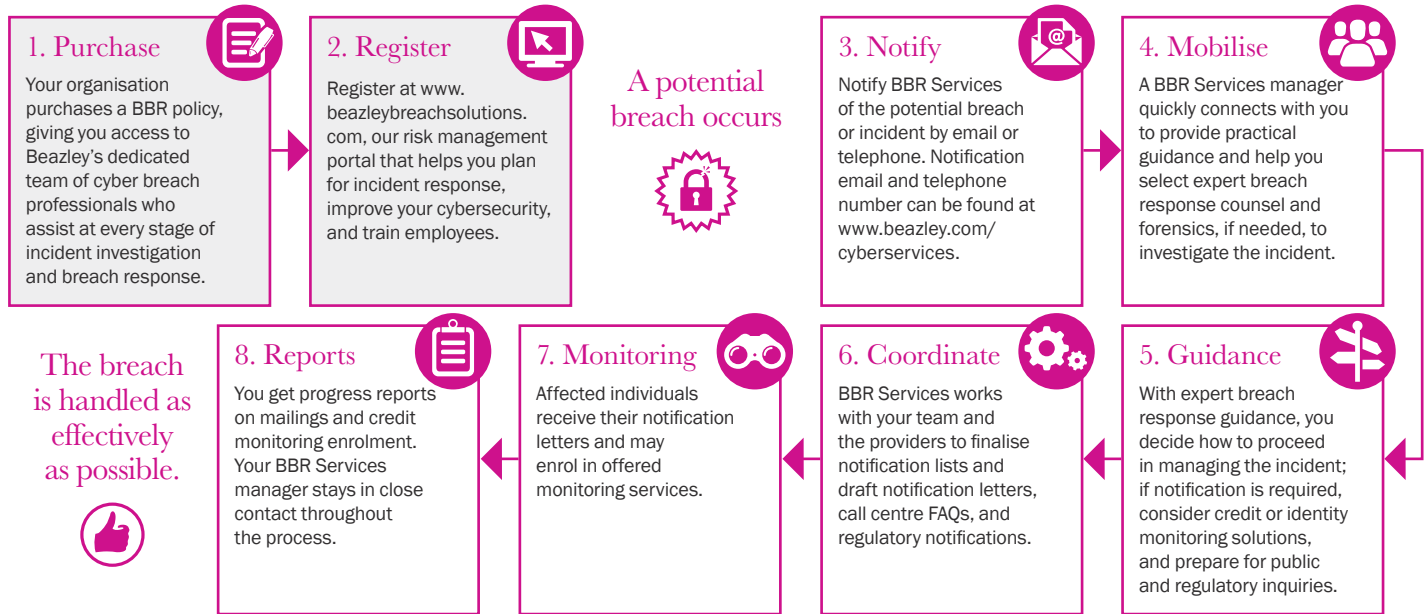 1. Purchase
Your organisation
purchases a BBR policy,
giving you access to
Beazley's dedicated
team of cyber breach
professionals who
assist at every stage of
incident investigation
and breach response.
2. Register
Register at www.
beazleybreachsolutions.
com, our risk management
portal that helps you plan
for incident response,
improve your cybersecurity,
and train employees.
A potential
breach occurs
3. Notify
@
Notify BBR Services
of the potential breach
or incident by email or
telephone. Notification
email and telephone
number can be found at
www.beazley.com/
cyberservices.
4. Mobilise
A BBR Services manager
quickly connects with you
to provide practical
guidance and help you
select expert breach
response counsel and
forensics, if needed, to
investigate the incident.
5. Guidance
With expert breach
response guidance, you
decide how to proceed
in managing the incident;
if notification is required,
consider credit or identity
monitoring solutions,
and prepare for public
and regulatory inquiries.
6. Coordinate
BBR Services works
with your team and
the providers to finalise
notification lists and
draft notification letters,
call centre FAQs, and
regulatory notifications.
7. Monitoring
Affected individuals
receive their notification
letters and may
enrol in offered
monitoring services.
8. Reports
You get progress reports
on mailings and credit
monitoring enrolment.
Your BBR Services
manager stays in close
contact throughout
the process.
The breach
is handled as
effectively
as possible.